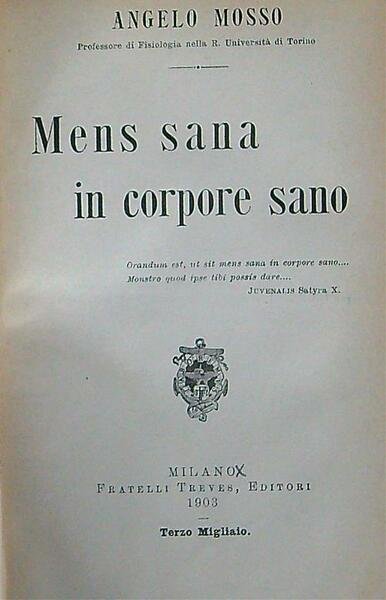 ANGELO MOSSO
Professore di Fisiologia nella R. Università di Torino
Mens sana
in corpore sano
Orandum est, ut sit mens sana in corpore sano....
Monstro quod ipse tibi possis dare....
JUVENALIS Satyra X.
MILANO
FRATELLI TREVES, EDITORI
1903
Terzo Migliaio.